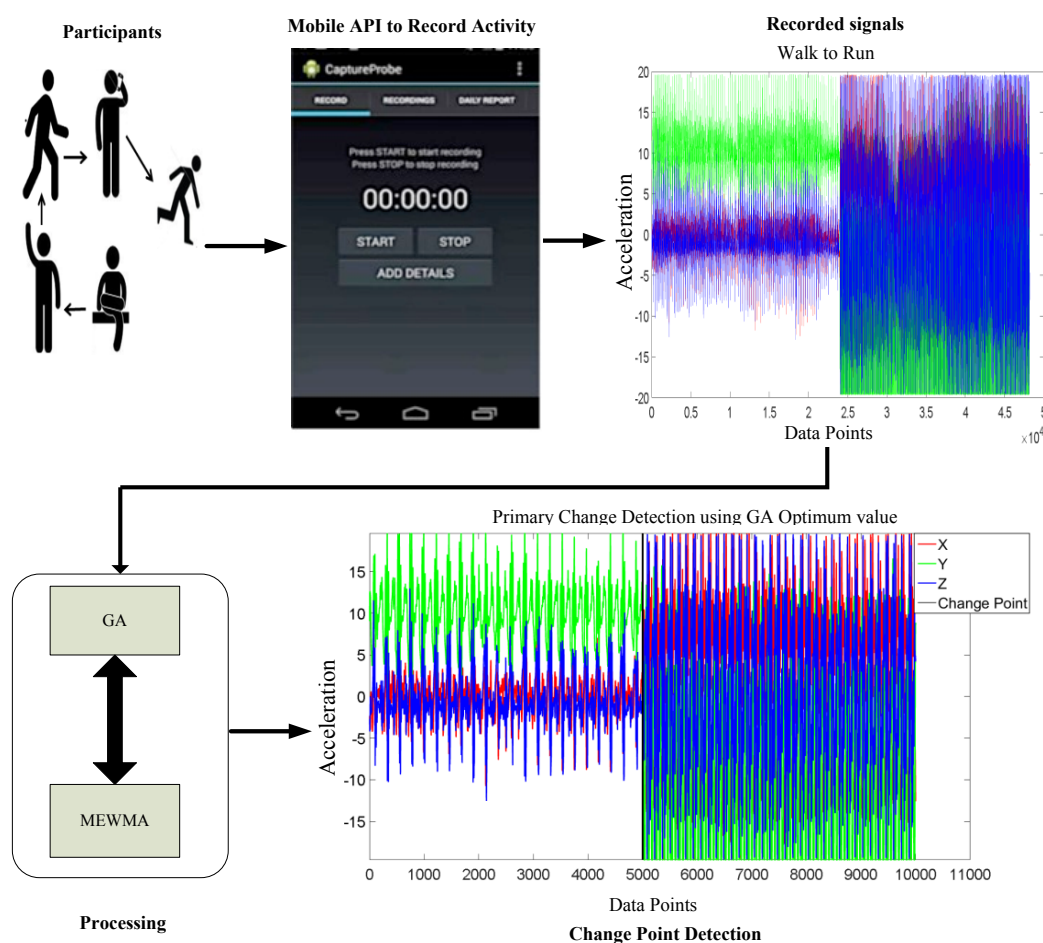 Participants
Mobile API to Record Activity
CaptureProbe
RECORD RECORDINGS DAILY REPORT
Press START to start recording
Press STOP to stop recording
00:00:00
START STOP
ADD DETAILS
Recorded signals
Walk to Run
Acceleration
20
15
10
5
0
-5
-10
-15
-20
0 0.5 1 1.5 2 2.5 3 3.5 4 4.5
Data Points
×10
GA
MEWMA
Processing
Primary Change Detection using GA Optimum value
Acceleration
15
10
5
0
-5
-10
-15
X
Y
Z
Change Point
0 1000 2000 3000 4000 5000 6000 7000 8000 9000 10000 11000
Data Points
Change Point Detection